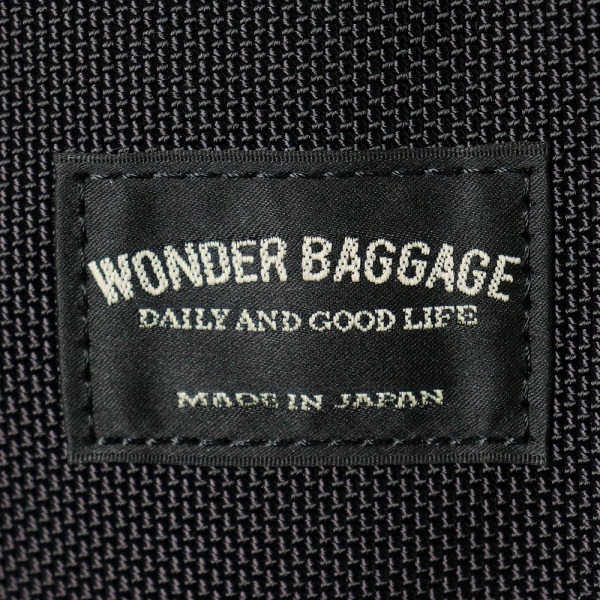 WONDER BAGGAGE
DAILY AND GOOD LIFE
MADE IN JAPAN